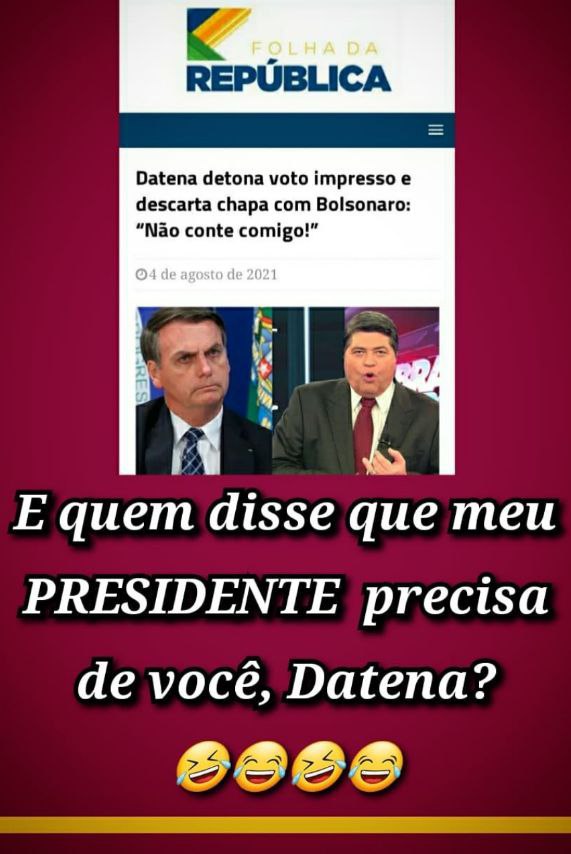 FOLHA DA
REPÚBLICA
Datena detona voto impresso e
descarta chapa com Bolsonaro:
“Não conte comigo!”
4 de agosto de 2021
E quem disse que meu
PRESIDENTE precisa
de você, Datena?
🤣😂🤣😂